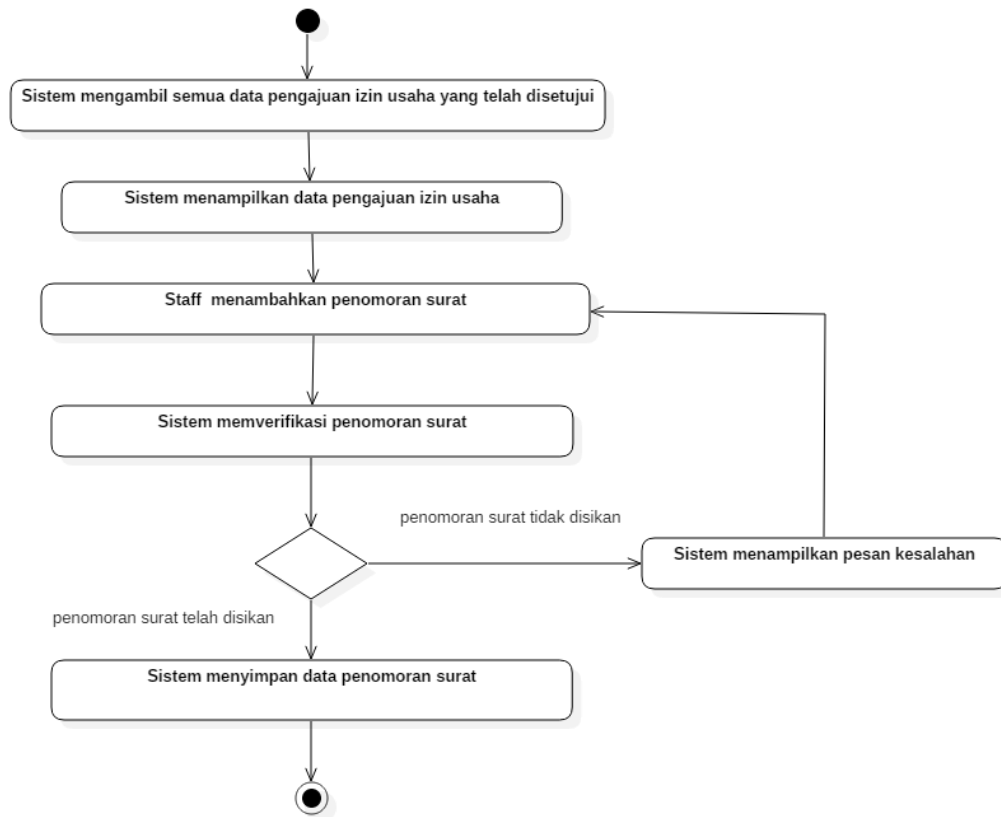 Sistem mengambil semua data pengajuan izin usaha yang telah disetujui
Sistem menampilkan data pengajuan izin usaha
Staff  menambahkan penomoran surat
Sistem memverifikasi penomoran surat
penomoran surat tidak disikan
Sistem menampilkan pesan kesalahan
penomoran surat telah disikan
Sistem menyimpan data penomoran surat